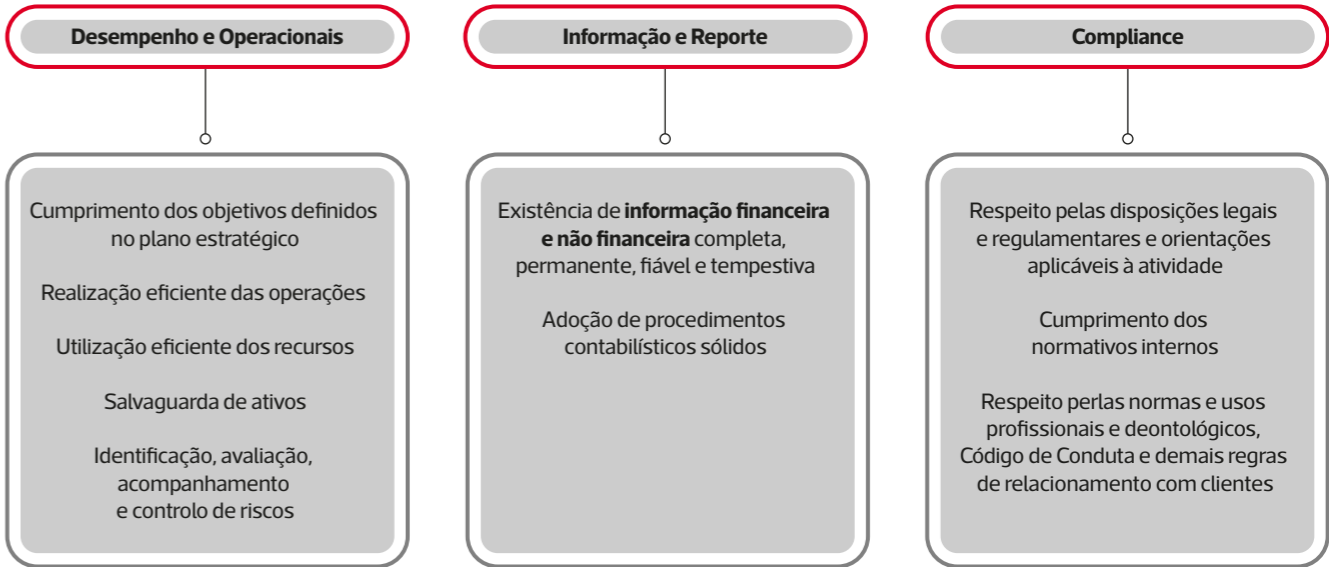 Desempenho e Operacionais
Cumprimento dos objetivos definidos
no plano estratégico
Realização eficiente das operações
Utilização eficiente dos recursos
Salvaguarda de ativos
Identificação, avaliação,
acompanhamento
e controlo de riscos
Informação e Reporte
Existência de informação financeira
e não financeira completa,
permanente, fiável e tempestiva
Adoção de procedimentos
contabilísticos sólidos
Compliance
Respeito pelas disposições legais
e regulamentares e orientações
aplicáveis à atividade
Cumprimento dos
normativos internos
Respeito perlas normas e usos
profissionais e deontológicos,
Código de Conduta e demais regras
de relacionamento com clientes